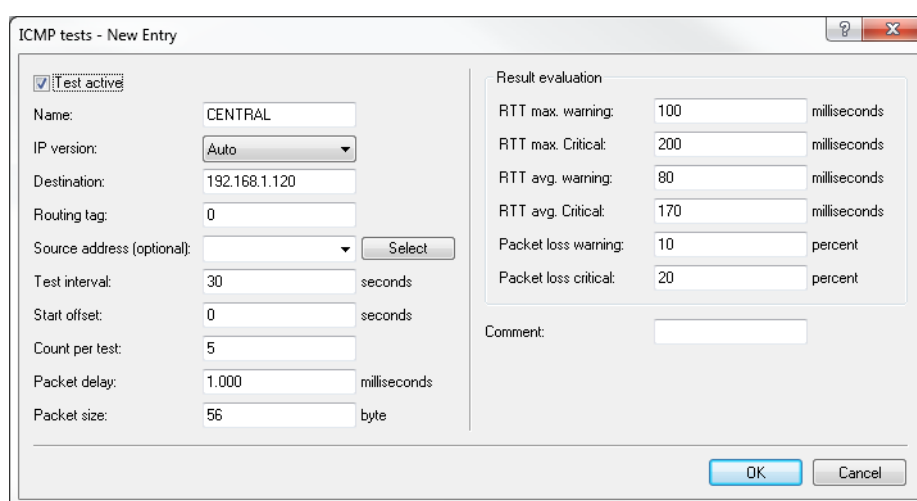 ICMP tests - New Entry
Test active
Name: CENTRAL
IP version: Auto
Destination: 192.168.1.120
Routing tag: 0
Source address (optional): Select
Test interval: 30 seconds
Start offset: 0 seconds
Count per test: 5
Packet delay: 1.000 milliseconds
Packet size: 56 byte
Result evaluation
RTT max. warning: 100 milliseconds
RTT max. Critical: 200 milliseconds
RTT avg. warning: 80 milliseconds
RTT avg. Critical: 170 milliseconds
Packet loss warning: 10 percent
Packet loss critical: 20 percent
Comment:
OK Cancel